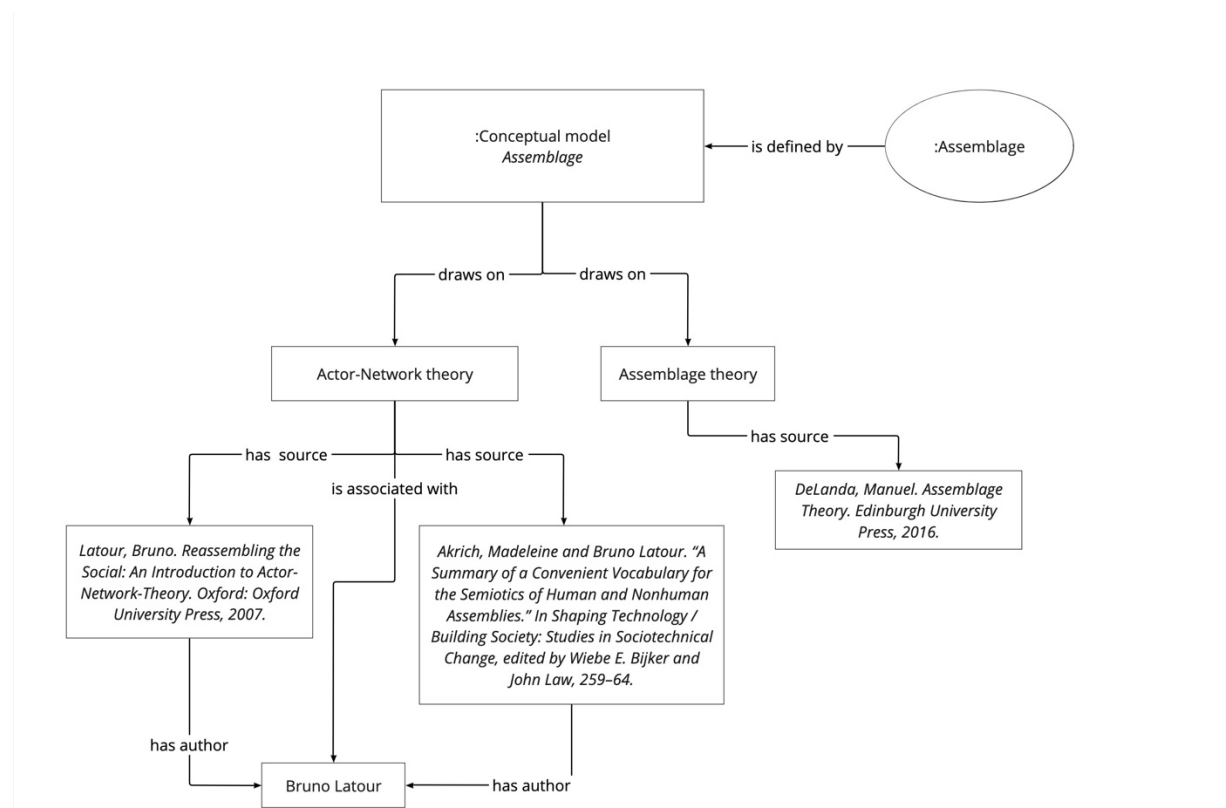 :Conceptual model
Assemblage
is defined by
:Assemblage
draws on
draws on
Actor-Network theory
Assemblage theory
has source
has source
has source
is associated with
DeLanda, Manuel. Assemblage
Theory. Edinburgh University
Press, 2016.
Latour, Bruno. Reassembling the
Social: An Introduction to Actor-
Network-Theory. Oxford: Oxford
University Press, 2007.
Akrich, Madeleine and Bruno Latour. “A
Summary of a Convenient Vocabulary for
the Semiotics of Human and Nonhuman
Assemblies.” In Shaping Technology /
Building Society: Studies in Sociotechnical
Change, edited by Wiebe E. Bijker and
John Law, 259–64.
has author
Bruno Latour
has author